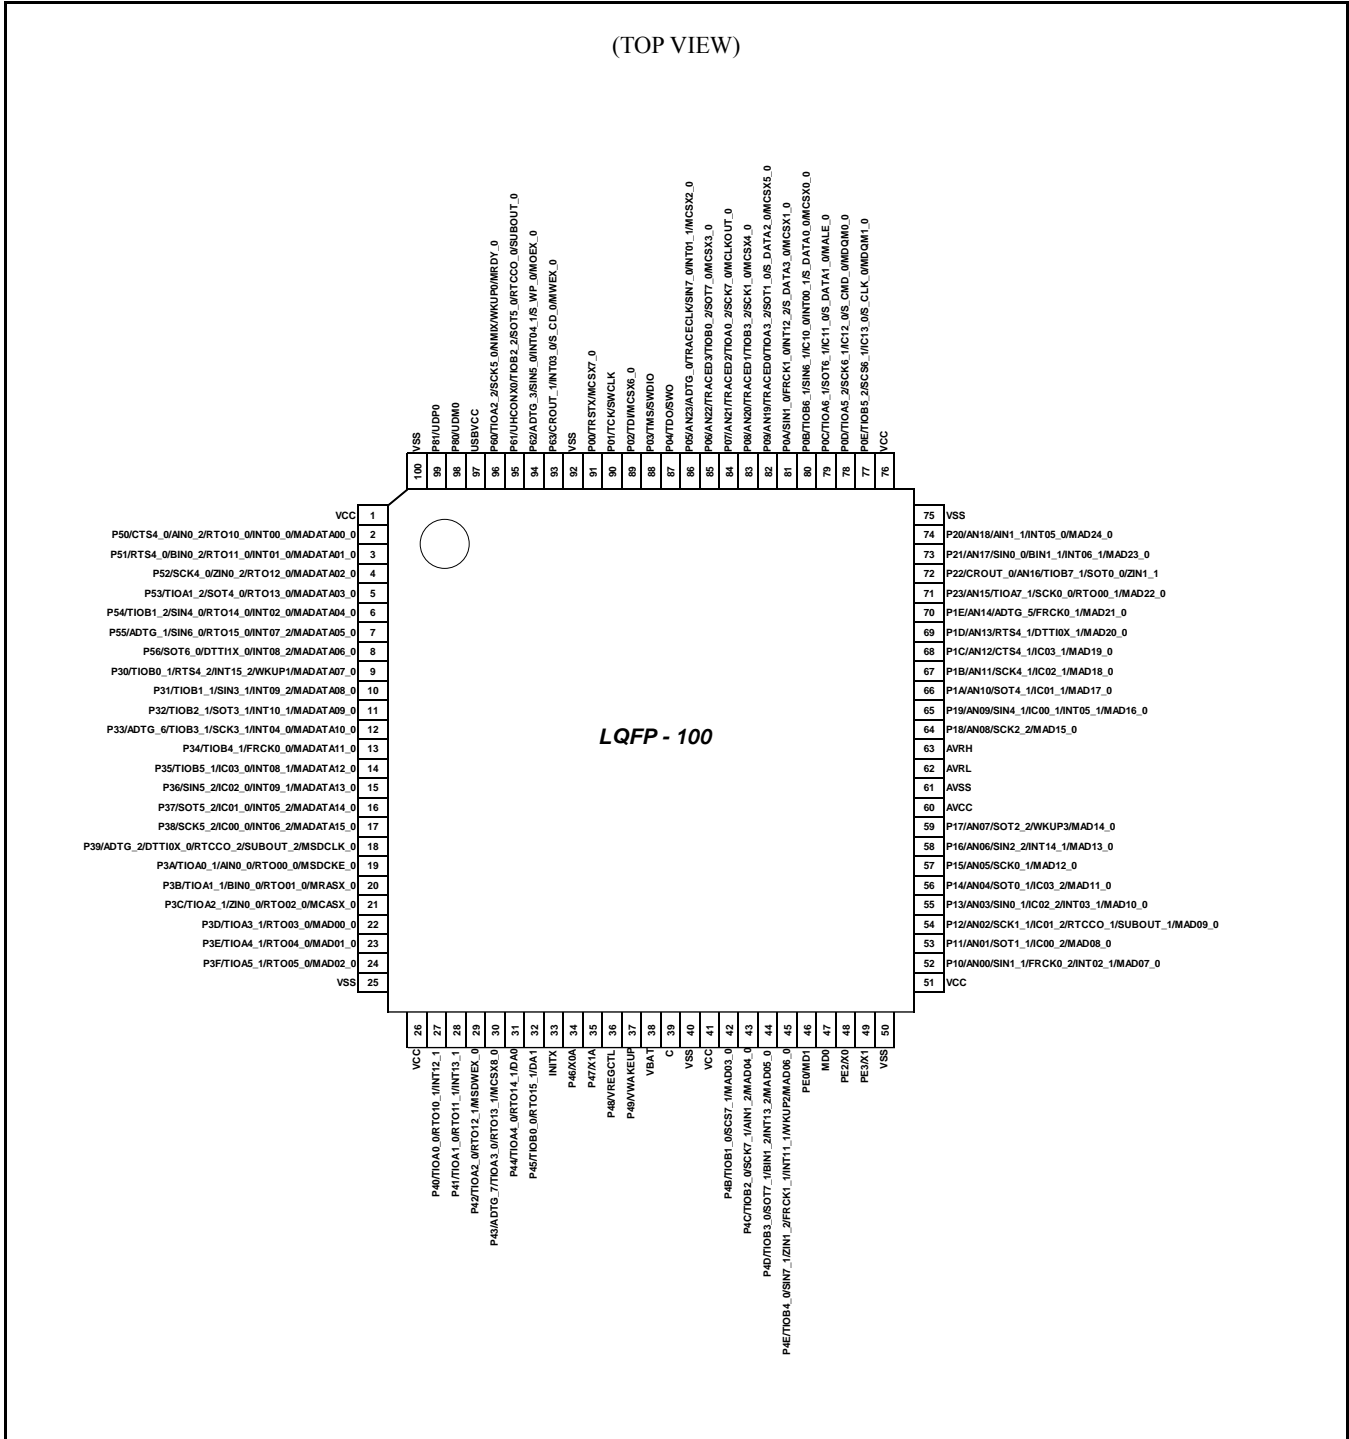 (TOP VIEW)
VSS
P81/UDP0
P80/UDM0
USBVCC
P60/TIOA2_2/SCK5_0/NMIX/WKUP0/MRDY_0
P61/UHCONX0/TIOB2_2/SOT5_0/RTCCO_0/SUBOUT_0
P62/ADTG_3/SIN5_0/INT04_1/S_WP_0/MOEX_0
P63/CROUT_1/INT03_0/S_CD_0/MWEX_0
VSS
P00/TRSTX/MCSX7_0
P01/TCK/SWCLK
P02/TDI/MCSX6_0
P03/TMS/SWDIO
P04/TDO/SWO
P05/AN23/ADTG_0/TRACECLK/SIN7_0/INT01_1/MCSX2_0
P06/AN22/TRACED3/TIOB0_2/SOT7_0/MCSX3_0
P07/AN21/TRACED2/TIOA0_2/SCK7_0/MCLKOUT_0
P08/AN20/TRACED1/TIOB3_2/SCK1_0/MCSX4_0
P09/AN19/TRACED0/TIOA3_2/SOT1_0/S_DATA2_0/MCSX5_0
P0A/SIN1_0/FRCK1_0/INT12_2/S_DATA3_0/MCSX1_0
P0B/TIOB6_1/SIN6_1/IC10_0/INT00_1/S_DATA0_0/MCSX0_0
P0C/TIOA6_1/SOT6_1/IC11_0/S_DATA1_0/MALE_0
P0D/TIOA5_2/SCK6_1/IC12_0/S_CMD_0/MDQM0_0
P0E/TIOB5_2/SCS6_1/IC13_0/S_CLK_0/MDQM1_0
VCC
100 99 98 97 96 95 94 93 92 91 90 89 88 87 86 85 84 83 82 81 80 79 78 77 76
VCC 1
P50/CTS4_0/AIN0_2/RTO10_0/INT00_0/MADATA00_0 2
P51/RTS4_0/BIN0_2/RTO11_0/INT01_0/MADATA01_0 3
P52/SCK4_0/ZIN0_2/RTO12_0/MADATA02_0 4
P53/TIOA1_2/SOT4_0/RTO13_0/MADATA03_0 5
P54/TIOB1_2/SIN4_0/RTO14_0/INT02_0/MADATA04_0 6
P55/ADTG_1/SIN6_0/RTO15_0/INT07_2/MADATA05_0 7
P56/SOT6_0/DTTI1X_0/INT08_2/MADATA06_0 8
P30/TIOB0_1/RTS4_2/INT15_2/WKUP1/MADATA07_0 9
P31/TIOB1_1/SIN3_1/INT09_2/MADATA08_0 10
P32/TIOB2_1/SOT3_1/INT10_1/MADATA09_0 11
P33/ADTG_6/TIOB3_1/SCK3_1/INT04_0/MADATA10_0 12
P34/TIOB4_1/FRCK0_0/MADATA11_0 13
P35/TIOB5_1/IC03_0/INT08_1/MADATA12_0 14
P36/SIN5_2/IC02_0/INT09_1/MADATA13_0 15
P37/SOT5_2/IC01_0/INT05_2/MADATA14_0 16
P38/SCK5_2/IC00_0/INT06_2/MADATA15_0 17
P39/ADTG_2/DTTI0X_0/RTCCO_2/SUBOUT_2/MSDCLK_0 18
P3A/TIOA0_1/AIN0_0/RTO00_0/MSDCKE_0 19
P3B/TIOA1_1/BIN0_0/RTO01_0/MRASX_0 20
P3C/TIOA2_1/ZIN0_0/RTO02_0/MCASX_0 21
P3D/TIOA3_1/RTO03_0/MAD00_0 22
P3E/TIOA4_1/RTO04_0/MAD01_0 23
P3F/TIOA5_1/RTO05_0/MAD02_0 24
VSS 25
LQFP - 100
75 VSS
74 P20/AN18/AIN1_1/INT05_0/MAD24_0
73 P21/AN17/SIN0_0/BIN1_1/INT06_1/MAD23_0
72 P22/CROUT_0/AN16/TIOB7_1/SOT0_0/ZIN1_1
71 P23/AN15/TIOA7_1/SCK0_0/RTO00_1/MAD22_0
70 P1E/AN14/ADTG_5/FRCK0_1/MAD21_0
69 P1D/AN13/RTS4_1/DTTI0X_1/MAD20_0
68 P1C/AN12/CTS4_1/IC03_1/MAD19_0
67 P1B/AN11/SCK4_1/IC02_1/MAD18_0
66 P1A/AN10/SOT4_1/IC01_1/MAD17_0
65 P19/AN09/SIN4_1/IC00_1/INT05_1/MAD16_0
64 P18/AN08/SCK2_2/MAD15_0
63 AVRH
62 AVRL
61 AVSS
60 AVCC
59 P17/AN07/SOT2_2/WKUP3/MAD14_0
58 P16/AN06/SIN2_2/INT14_1/MAD13_0
57 P15/AN05/SCK0_1/MAD12_0
56 P14/AN04/SOT0_1/IC03_2/MAD11_0
55 P13/AN03/SIN0_1/IC02_2/INT03_1/MAD10_0
54 P12/AN02/SCK1_1/IC01_2/RTCCO_1/SUBOUT_1/MAD09_0
53 P11/AN01/SOT1_1/IC00_2/MAD08_0
52 P10/AN00/SIN1_1/FRCK0_2/INT02_1/MAD07_0
51 VCC
26 27 28 29 30 31 32 33 34 35 36 37 38 39 40 41 42 43 44 45 46 47 48 49 50
VCC
P40/TIOA0_0/RTO10_1/INT12_1
P41/TIOA1_0/RTO11_1/INT13_1
P42/TIOA2_0/RTO12_1/MSDWEX_0
P43/ADTG_7/TIOA3_0/RTO13_1/MCSX8_0
P44/TIOA4_0/RTO14_1/DA0
P45/TIOB0_0/RTO15_1/DA1
INITX
P46/X0A
P47/X1A
P48/VREGCTL
P49/VWAKEUP
VBAT
C
VSS
VCC
P4B/TIOB1_0/SCS7_1/MAD03_0
P4C/TIOB2_0/SCK7_1/AIN1_2/MAD04_0
P4D/TIOB3_0/SOT7_1/BIN1_2/INT13_2/MAD05_0
P4E/TIOB4_0/SIN7_1/ZIN1_2/FRCK1_1/INT11_1/WKUP2/MAD06_0
PE0/MD1
MD0
PE2/X0
PE3/X1
VSS